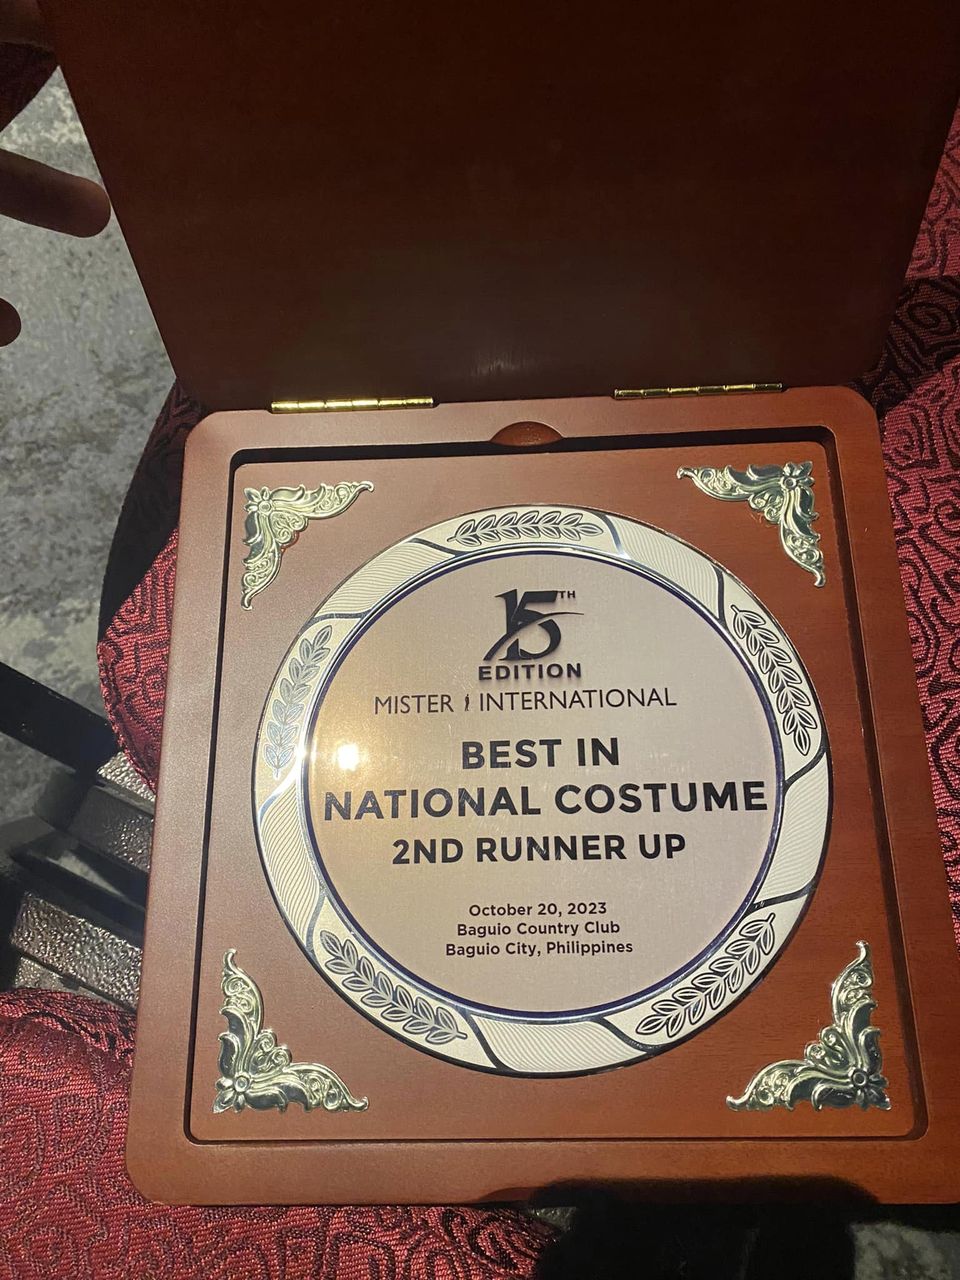 15TH
EDITION
MISTER INTERNATIONAL
BEST IN
NATIONAL COSTUME
2ND RUNNER UP
October 20, 2023
Baguio Country Club
Baguio City, Philippines